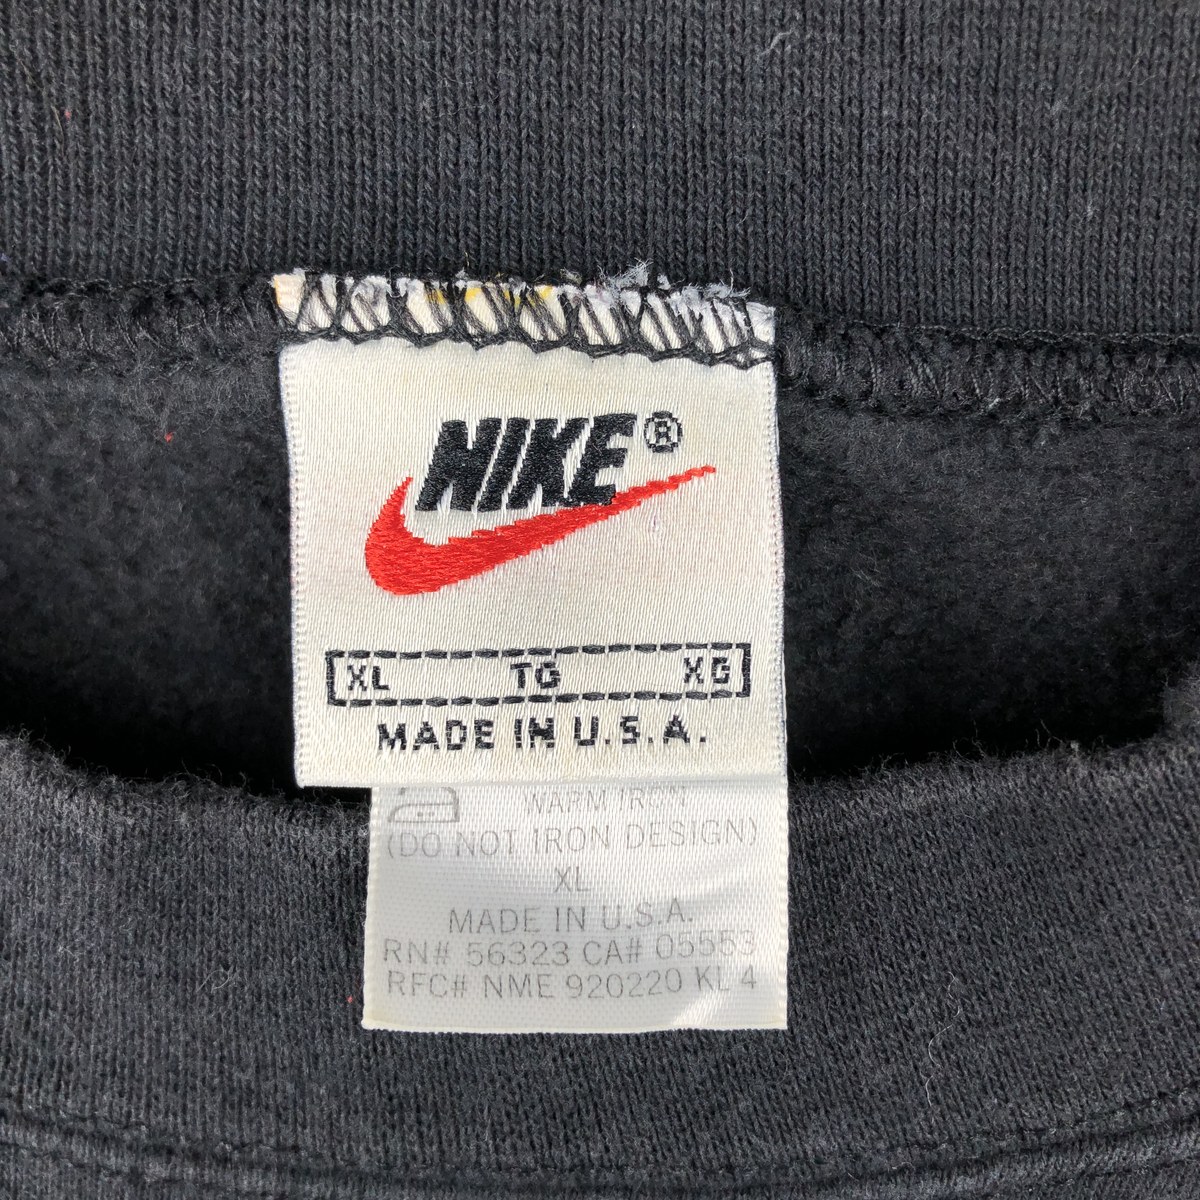 NIKE®
XL TG XG
MADE IN U.S.A.
WARM IRON
(DO NOT IRON DESIGN)
XL
MADE IN U.S.A.
RN# 56323 CA# 05553
RFC# NME 920220 KL 4